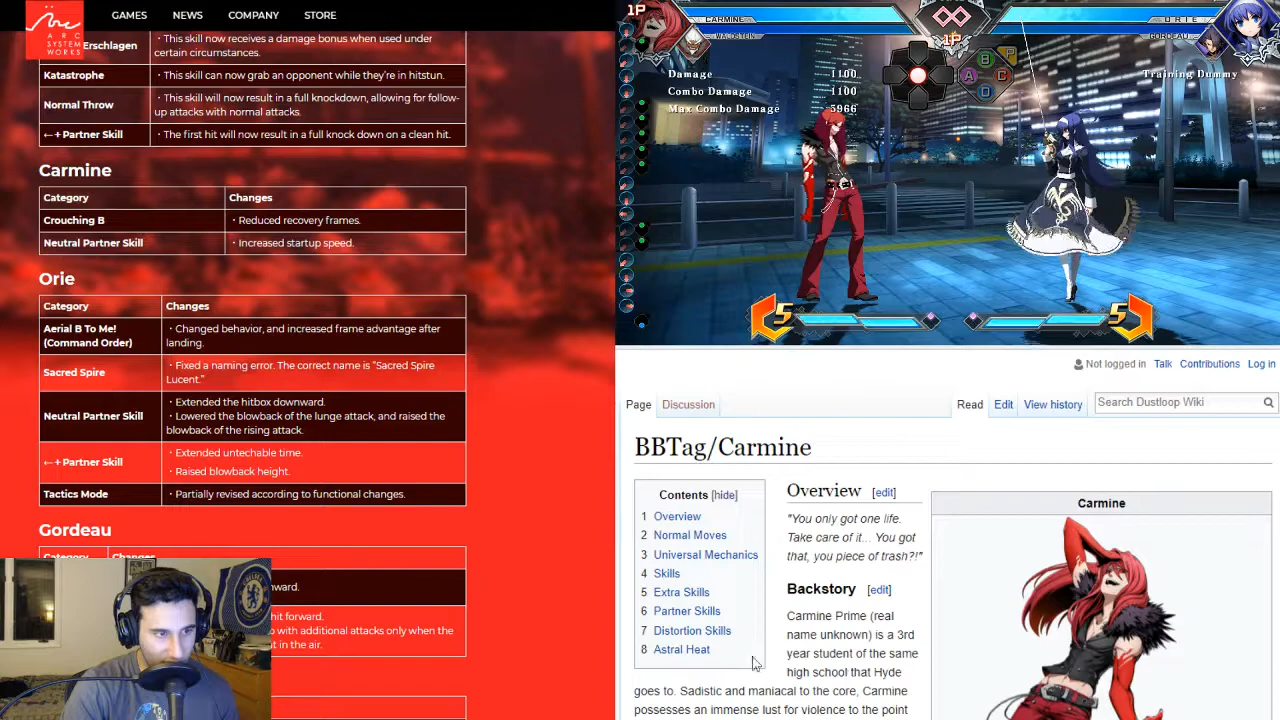 ARC
SYSTEM
WORKS
GAMES NEWS COMPANY STORE
Erschlagen
・This skill now receives a damage bonus when used under
certain circumstances.
Katastrophe
・This skill can now grab an opponent while they're in hitstun.
Normal Throw
・This skill will now result in a full knockdown, allowing for follow-
up attacks with normal attacks.
←+ Partner Skill
・The first hit will now result in a full knock down on a clean hit.
Carmine
Category Changes
Crouching B ・Reduced recovery frames.
Neutral Partner Skill ・Increased startup speed.
Orie
Category Changes
Aerial B To Me!
(Command Order)
・Changed behavior, and increased frame advantage after
landing.
Sacred Spire
・Fixed a naming error. The correct name is "Sacred Spire
Lucent."
Neutral Partner Skill
・Extended the hitbox downward.
・Lowered the blowback of the lunge attack, and raised the
blowback of the rising attack.
←+ Partner Skill
・Extended untechable time.
・Raised blowback height.
Tactics Mode ・Partially revised according to functional changes.
Gordeau
Category Changes
ward.
hit forward.
with additional attacks only when the
t in the air.
CHELSEA
1P
CARMINE
WALDSTEIN
1P
ORIE
GORDEAU
Damage 1100
Combo Damage 1100
Max Combo Damage 5966
A B C D P
Training Dummy
5 5
Not logged in Talk Contributions Log in
Page Discussion Read Edit View history Search Dustloop Wiki
BBTag/Carmine
Contents [hide]
1 Overview
2 Normal Moves
3 Universal Mechanics
4 Skills
5 Extra Skills
6 Partner Skills
7 Distortion Skills
8 Astral Heat
Overview [edit]
"You only got one life.
Take care of it... You got
that, you piece of trash?!"
Backstory [edit]
Carmine Prime (real
name unknown) is a 3rd
year student of the same
high school that Hyde
goes to. Sadistic and maniacal to the core, Carmine
possesses an immense lust for violence to the point
Carmine